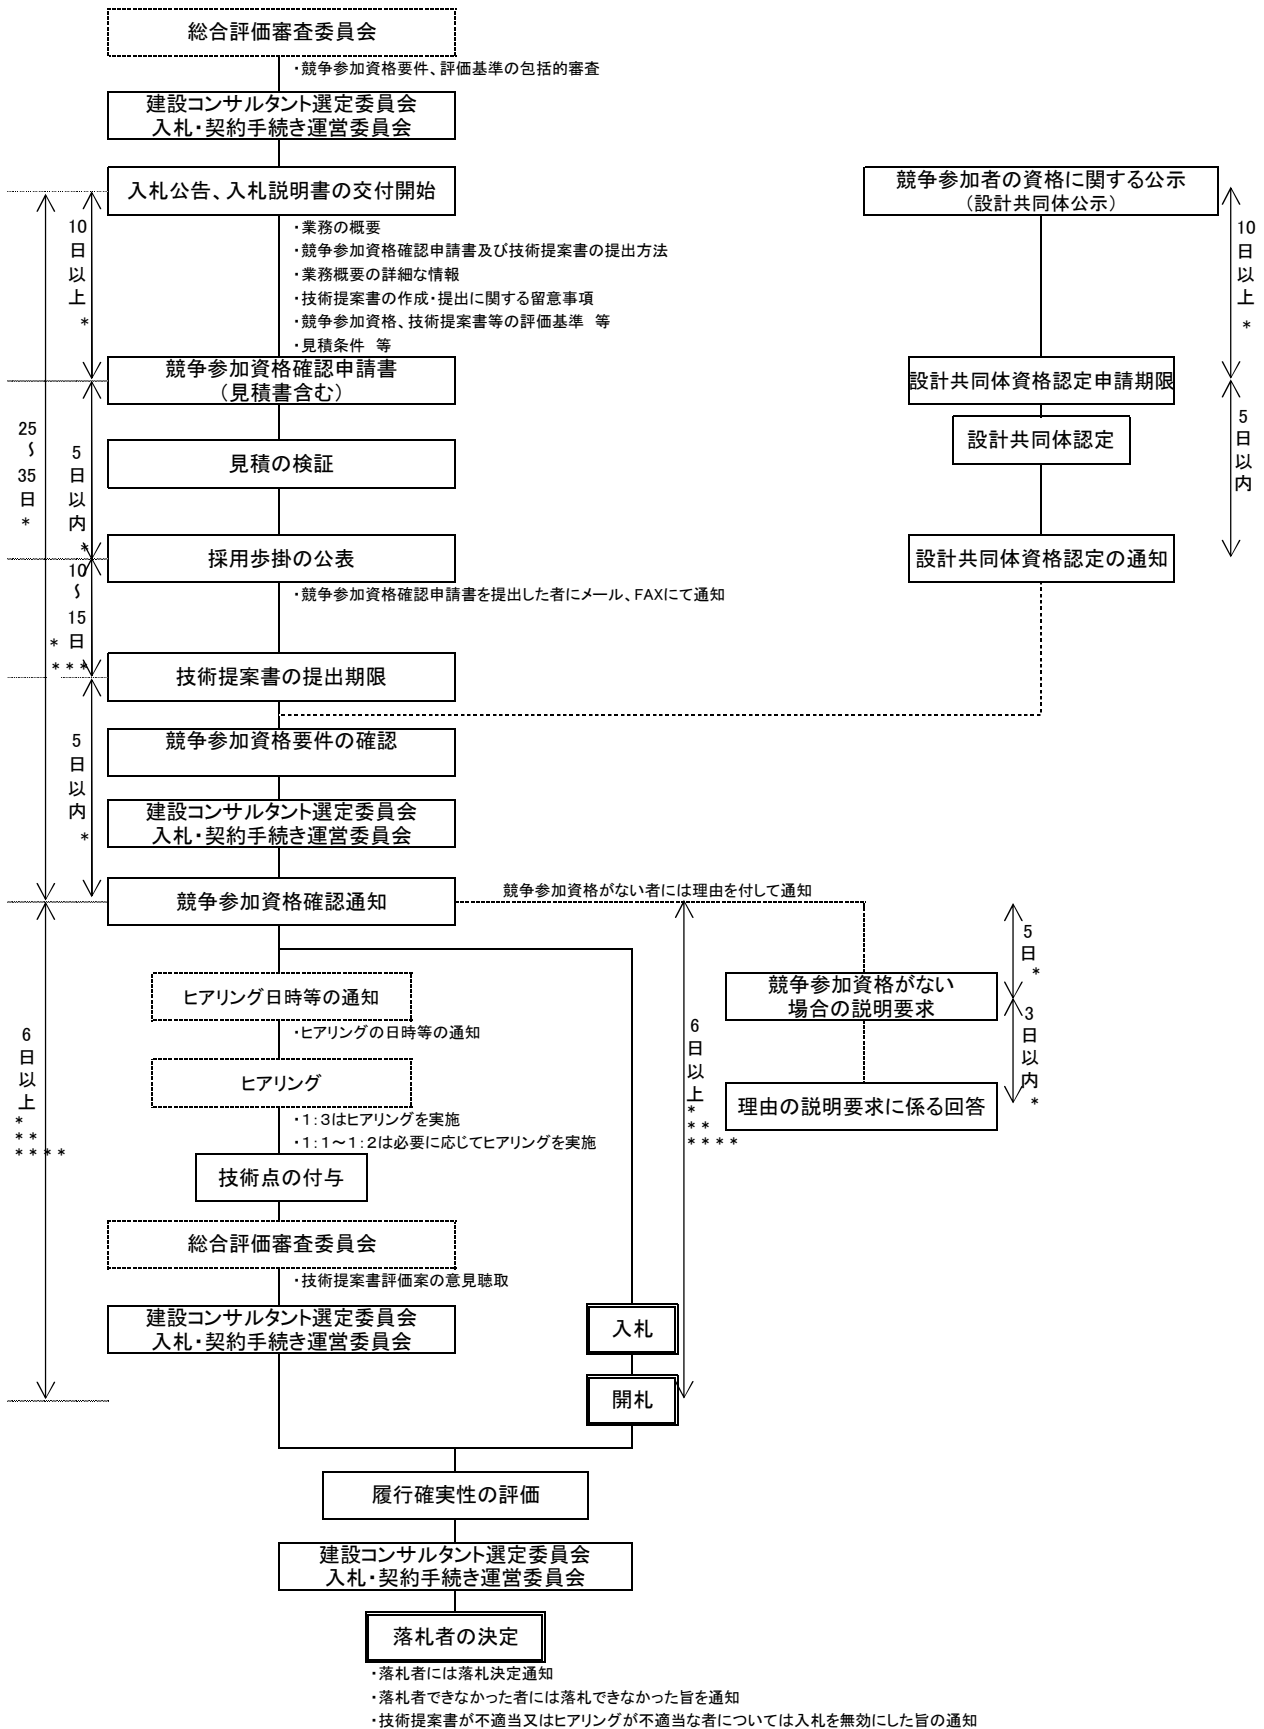 総合評価審査委員会
・競争参加資格要件、評価基準の包括的審査
建設コンサルタント選定委員会
入札・契約手続き運営委員会
入札公告、入札説明書の交付開始
・業務の概要
・競争参加資格確認申請書及び技術提案書の提出方法
・業務概要の詳細な情報
・技術提案書の作成・提出に関する留意事項
・競争参加資格、技術提案書等の評価基準 等
・見積条件 等
競争参加者の資格に関する公示
（設計共同体公示）
10日以上*
10日以上*
競争参加資格確認申請書
（見積書含む）
設計共同体資格認定申請期限
設計共同体認定
25～35日*
5日以内*
5日以内
見積の検証
採用歩掛の公表
・競争参加資格確認申請書を提出した者にメール、FAXにて通知
設計共同体資格認定の通知
10～15日
*
***
技術提案書の提出期限
競争参加資格要件の確認
5日以内*
建設コンサルタント選定委員会
入札・契約手続き運営委員会
競争参加資格確認通知
競争参加資格がない者には理由を付して通知
5日*
競争参加資格がない
場合の説明要求
3日以内*
理由の説明要求に係る回答
ヒアリング日時等の通知
・ヒアリングの日時等の通知
6日以上
*
**
****
6日以上
*
**
****
ヒアリング
・1：3はヒアリングを実施
・1：1～1：2は必要に応じてヒアリングを実施
技術点の付与
総合評価審査委員会
・技術提案書評価案の意見聴取
建設コンサルタント選定委員会
入札・契約手続き運営委員会
入札
開札
履行確実性の評価
建設コンサルタント選定委員会
入札・契約手続き運営委員会
落札者の決定
・落札者には落札決定通知
・落札者できなかった者には落札できなかった旨を通知
・技術提案書が不適当又はヒアリングが不適当な者については入札を無効にした旨の通知